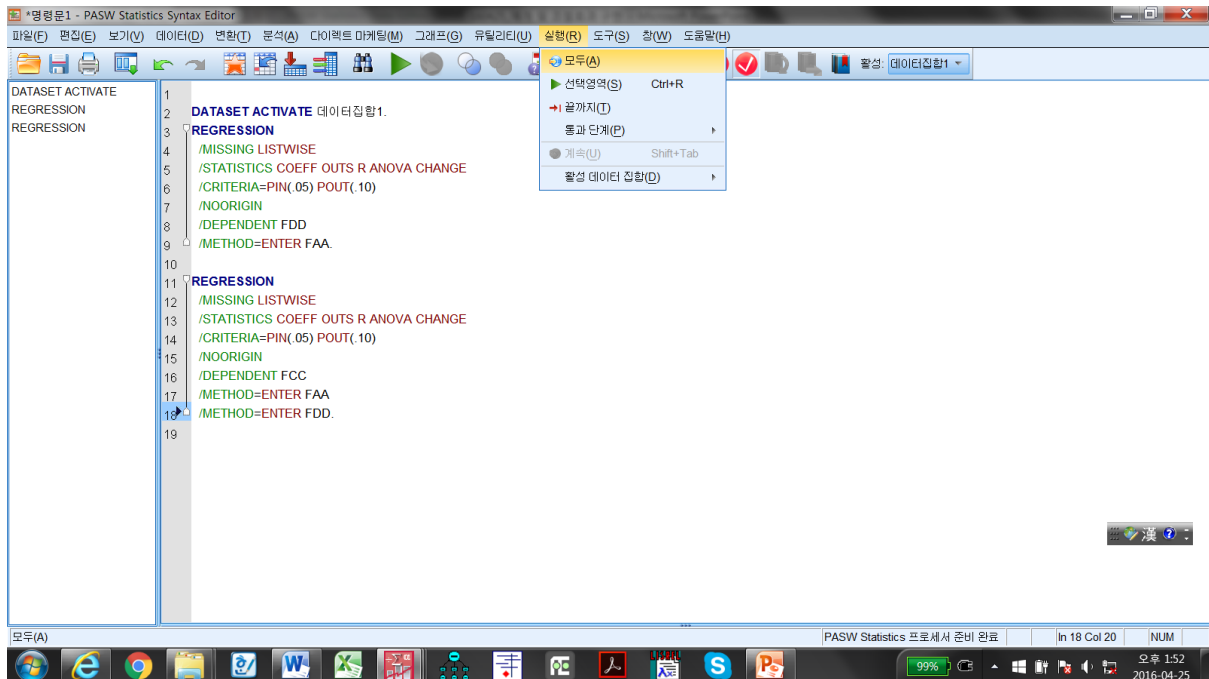 *명령문1 - PASW Statistics Syntax Editor
파일(F) 편집(E) 보기(V) 데이터(D) 변환(T) 분석(A) 다이렉트 마케팅(M) 그래프(G) 유틸리티(U) 실행(R) 도구(S) 창(W) 도움말(H)
활성: 데이터집합1
모두(A)
선택영역(S) Ctrl+R
끝까지(T)
통과 단계(P)
계속(U) Shift+Tab
활성 데이터 집합(D)
DATASET ACTIVATE
REGRESSION
REGRESSION
1
2 DATASET ACTIVATE 데이터집합1.
3 REGRESSION
4 /MISSING LISTWISE
5 /STATISTICS COEFF OUTS R ANOVA CHANGE
6 /CRITERIA=PIN(.05) POUT(.10)
7 /NOORIGIN
8 /DEPENDENT FDD
9 /METHOD=ENTER FAA.
10
11 REGRESSION
12 /MISSING LISTWISE
13 /STATISTICS COEFF OUTS R ANOVA CHANGE
14 /CRITERIA=PIN(.05) POUT(.10)
15 /NOORIGIN
16 /DEPENDENT FCC
17 /METHOD=ENTER FAA
18 /METHOD=ENTER FDD.
19
漢
모두(A) PASW Statistics 프로세서 준비 완료 In 18 Col 20 NUM
99% 오후 1:52
2016-04-25